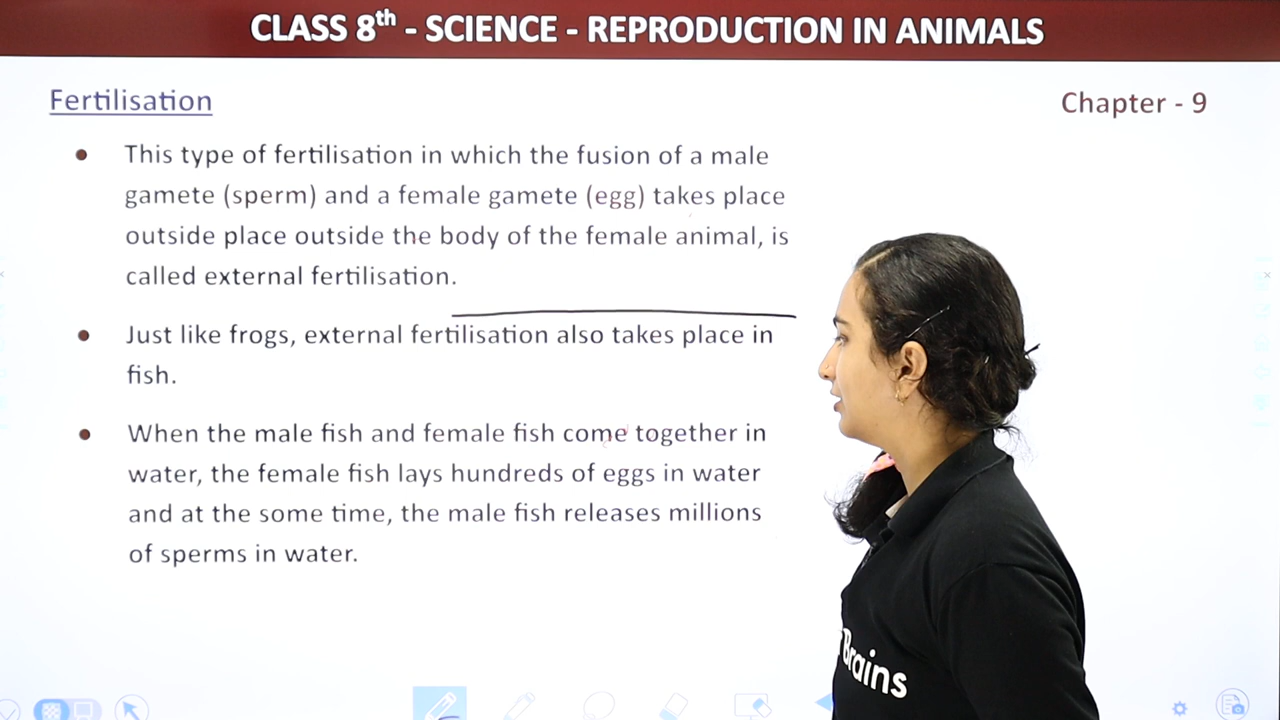 CLASS 8th - SCIENCE - REPRODUCTION IN ANIMALS
Fertilisation
Chapter - 9
• This type of fertilisation in which the fusion of a male
gamete (sperm) and a female gamete (egg) takes place
outside place outside the body of the female animal, is
called external fertilisation.
• Just like frogs, external fertilisation also takes place in
fish.
• When the male fish and female fish come together in
water, the female fish lays hundreds of eggs in water
and at the some time, the male fish releases millions
of sperms in water.
Brains